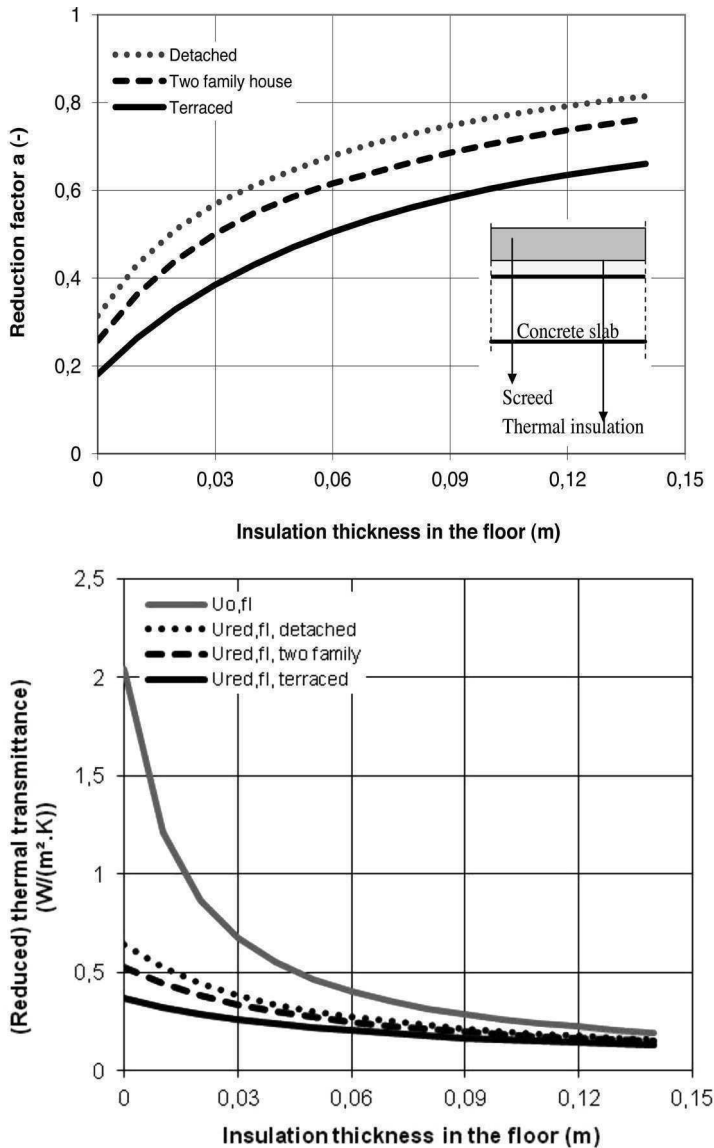 1
0,8
0,6
0,4
0,2
0
Reduction factor a (-)
Detached
Two family house
Terraced
Concrete slab
Screed
Thermal insulation
0 0,03 0,06 0,09 0,12 0,15
Insulation thickness in the floor (m)
2,5
2
1,5
1
0,5
0
(Reduced) thermal transmittance
(W/(m².K))
Uo,fl
Ured,fl, detached
Ured,fl, two family
Ured,fl, terraced
0 0,03 0,06 0,09 0,12 0,15
Insulation thickness in the floor (m)